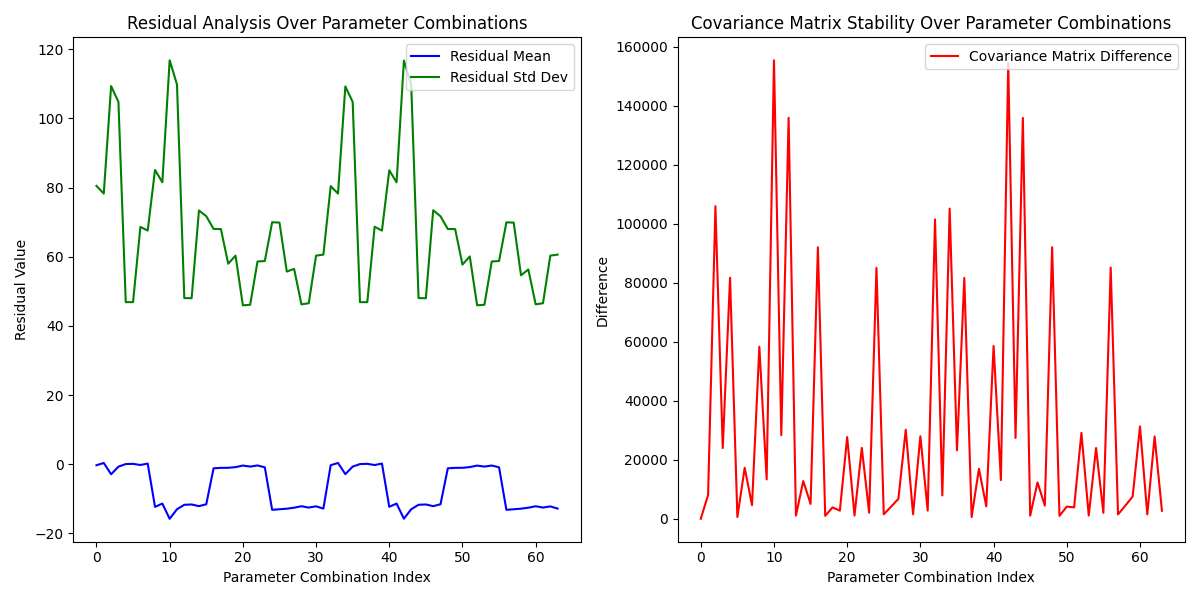 Residual Analysis Over Parameter Combinations
Residual Mean
Residual Std Dev
120
100
80
60
40
20
0
−20
Residual Value
0 10 20 30 40 50 60
Parameter Combination Index
Covariance Matrix Stability Over Parameter Combinations
Covariance Matrix Difference
160000
140000
120000
100000
80000
60000
40000
20000
0
Difference
0 10 20 30 40 50 60
Parameter Combination Index